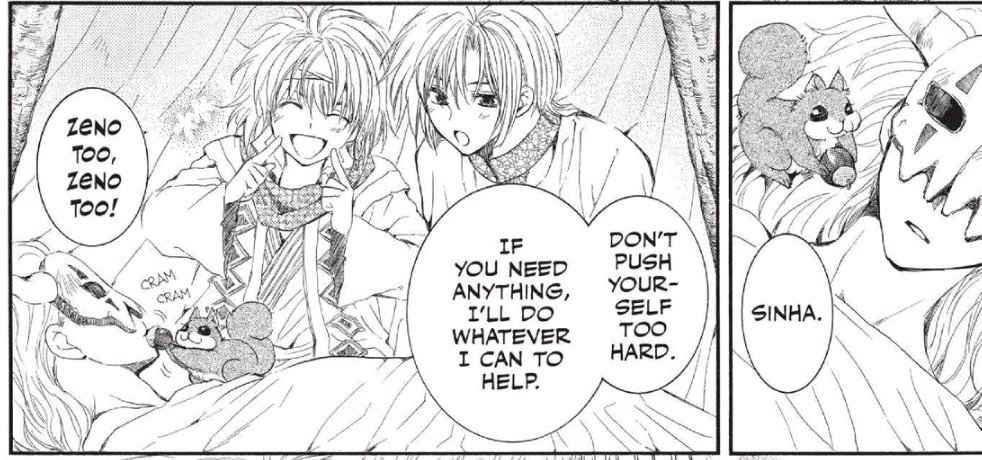 SINHA.
DON'T
PUSH
YOUR-
SELF
TOO
HARD.
IF
YOU NEED
ANYTHING,
I'LL DO
WHATEVER
I CAN TO
HELP.
ZENO
TOO,
ZENO
TOO!
CRAM
CRAM